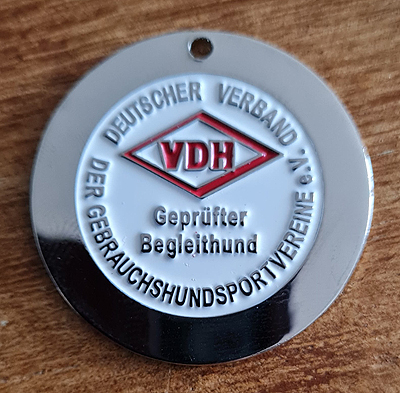 DEUTSCHER VERBAND
DER GEBRAUCHSHUNDSPORTVEREINE e.V.
VDH
Geprüfter
Begleithund